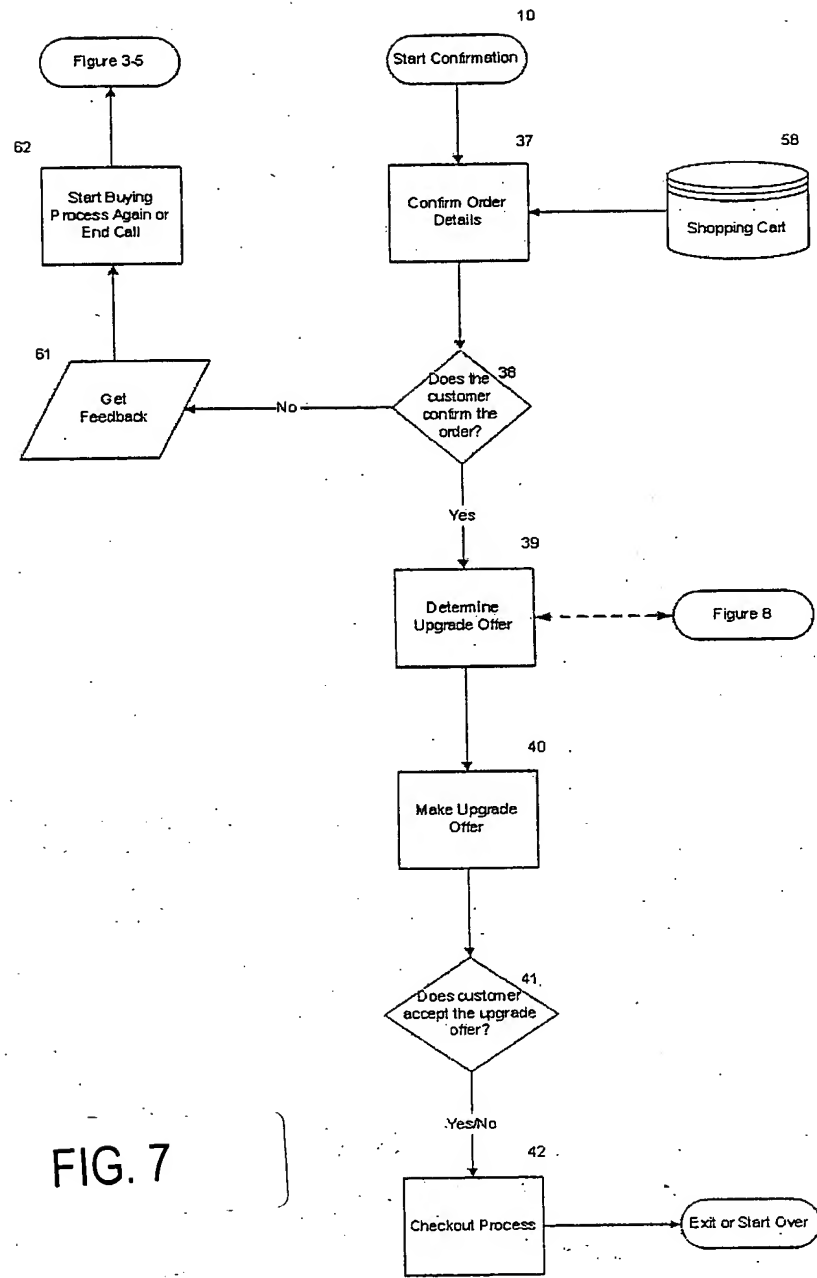 10
Figure 3-5
Start Confirmation
62
37
58
Start Buying
Process Again or
End Call
Confirm Order
Details
Shopping Cart
61
Get
Feedback
No
38
Does the
customer
confirm the
order?
Yes
39
Determine
Upgrade Offer
Figure 8
40
Make Upgrade
Offer
41
Does customer
accept the upgrade
offer?
Yes/No
42
Checkout Process
Exit or Start Over
FIG. 7